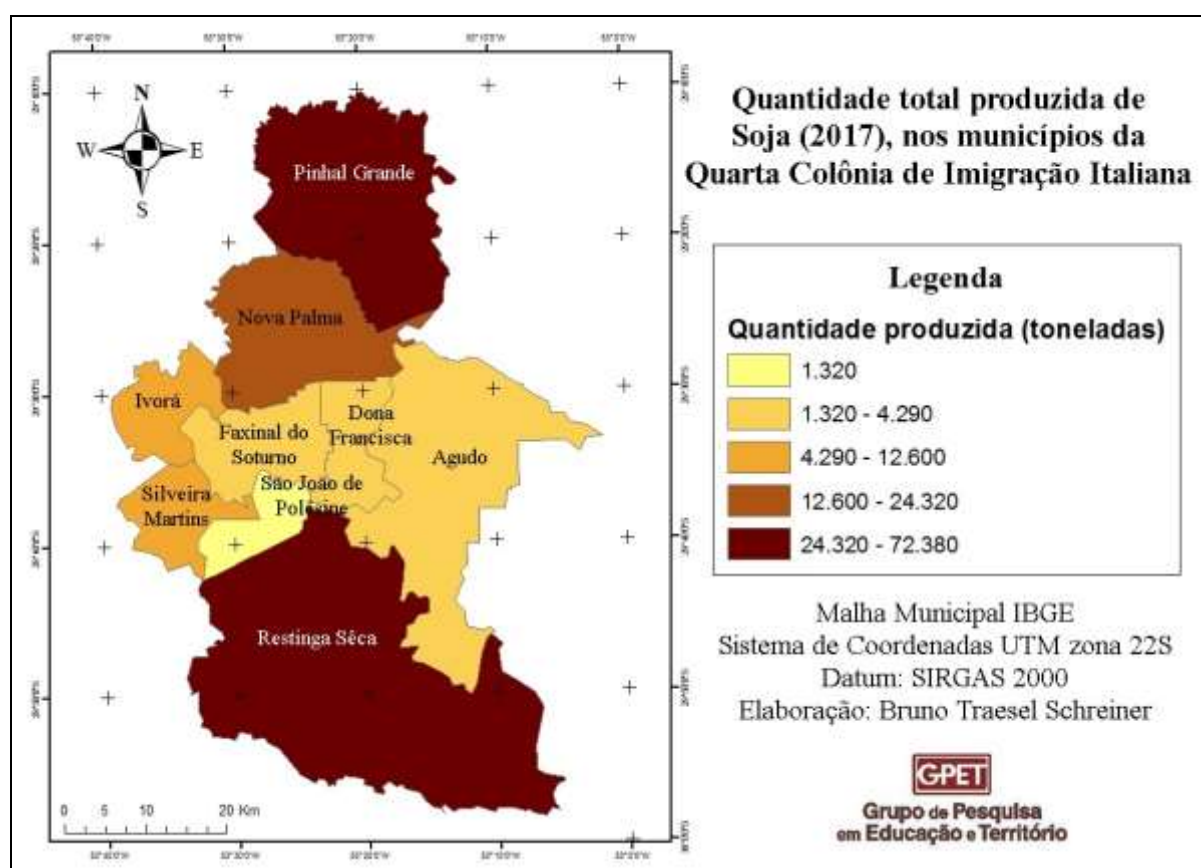 Quantidade total produzida de
Soja (2017), nos municípios da
Quarta Colônia de Imigração Italiana
N
W
E
S
Pinhal Grande
Nova Palma
Ivorá
Dona
Francisca
Faxinal do
Soturno
Agudo
São João de
Polêsine
Silveira
Martins
Restinga Sêca
0 5 10 20 Km
Legenda
Quantidade produzida (toneladas)
1.320
1.320 - 4.290
4.290 - 12.600
12.600 - 24.320
24.320 - 72.380
Malha Municipal IBGE
Sistema de Coordenadas UTM zona 22S
Datum: SIRGAS 2000
Elaboração: Bruno Traesel Schreiner
GPET
Grupo de Pesquisa
em Educação e Território